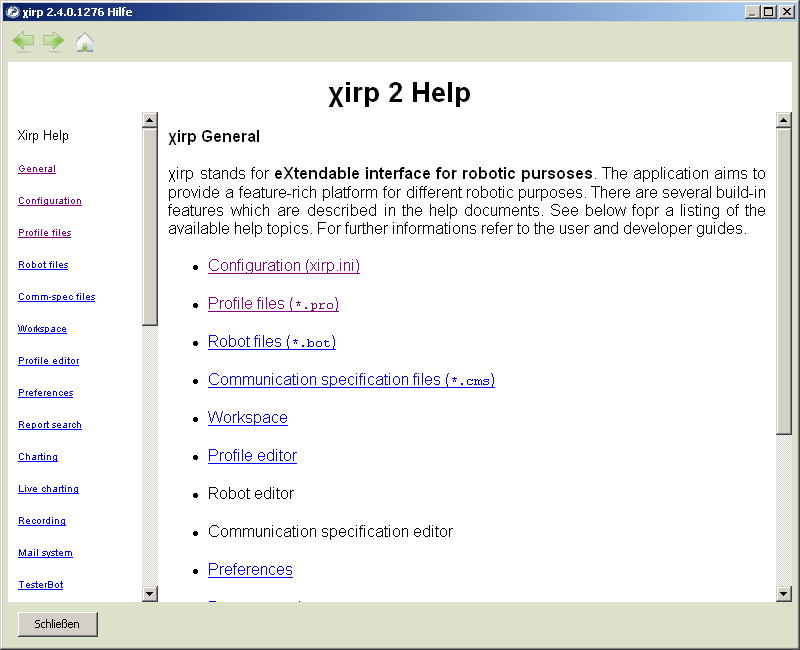 χirp 2.4.0.1276 Hilfe
χirp 2 Help
Xirp Help
General
Configuration
Profile files
Robot files
Comm-spec files
Workspace
Profile editor
Preferences
Report search
Charting
Live charting
Recording
Mail system
TesterBot
χirp General
χirp stands for eXtendable interface for robotic pursoses. The application aims to
provide a feature-rich platform for different robotic purposes. There are several build-in
features which are described in the help documents. See below fopr a listing of the
available help topics. For further informations refer to the user and developer guides.
• Configuration (xirp.ini)
• Profile files (*.pro)
• Robot files (*.bot)
• Communication specification files (*.cms)
• Workspace
• Profile editor
• Robot editor
• Communication specification editor
• Preferences
Schließen